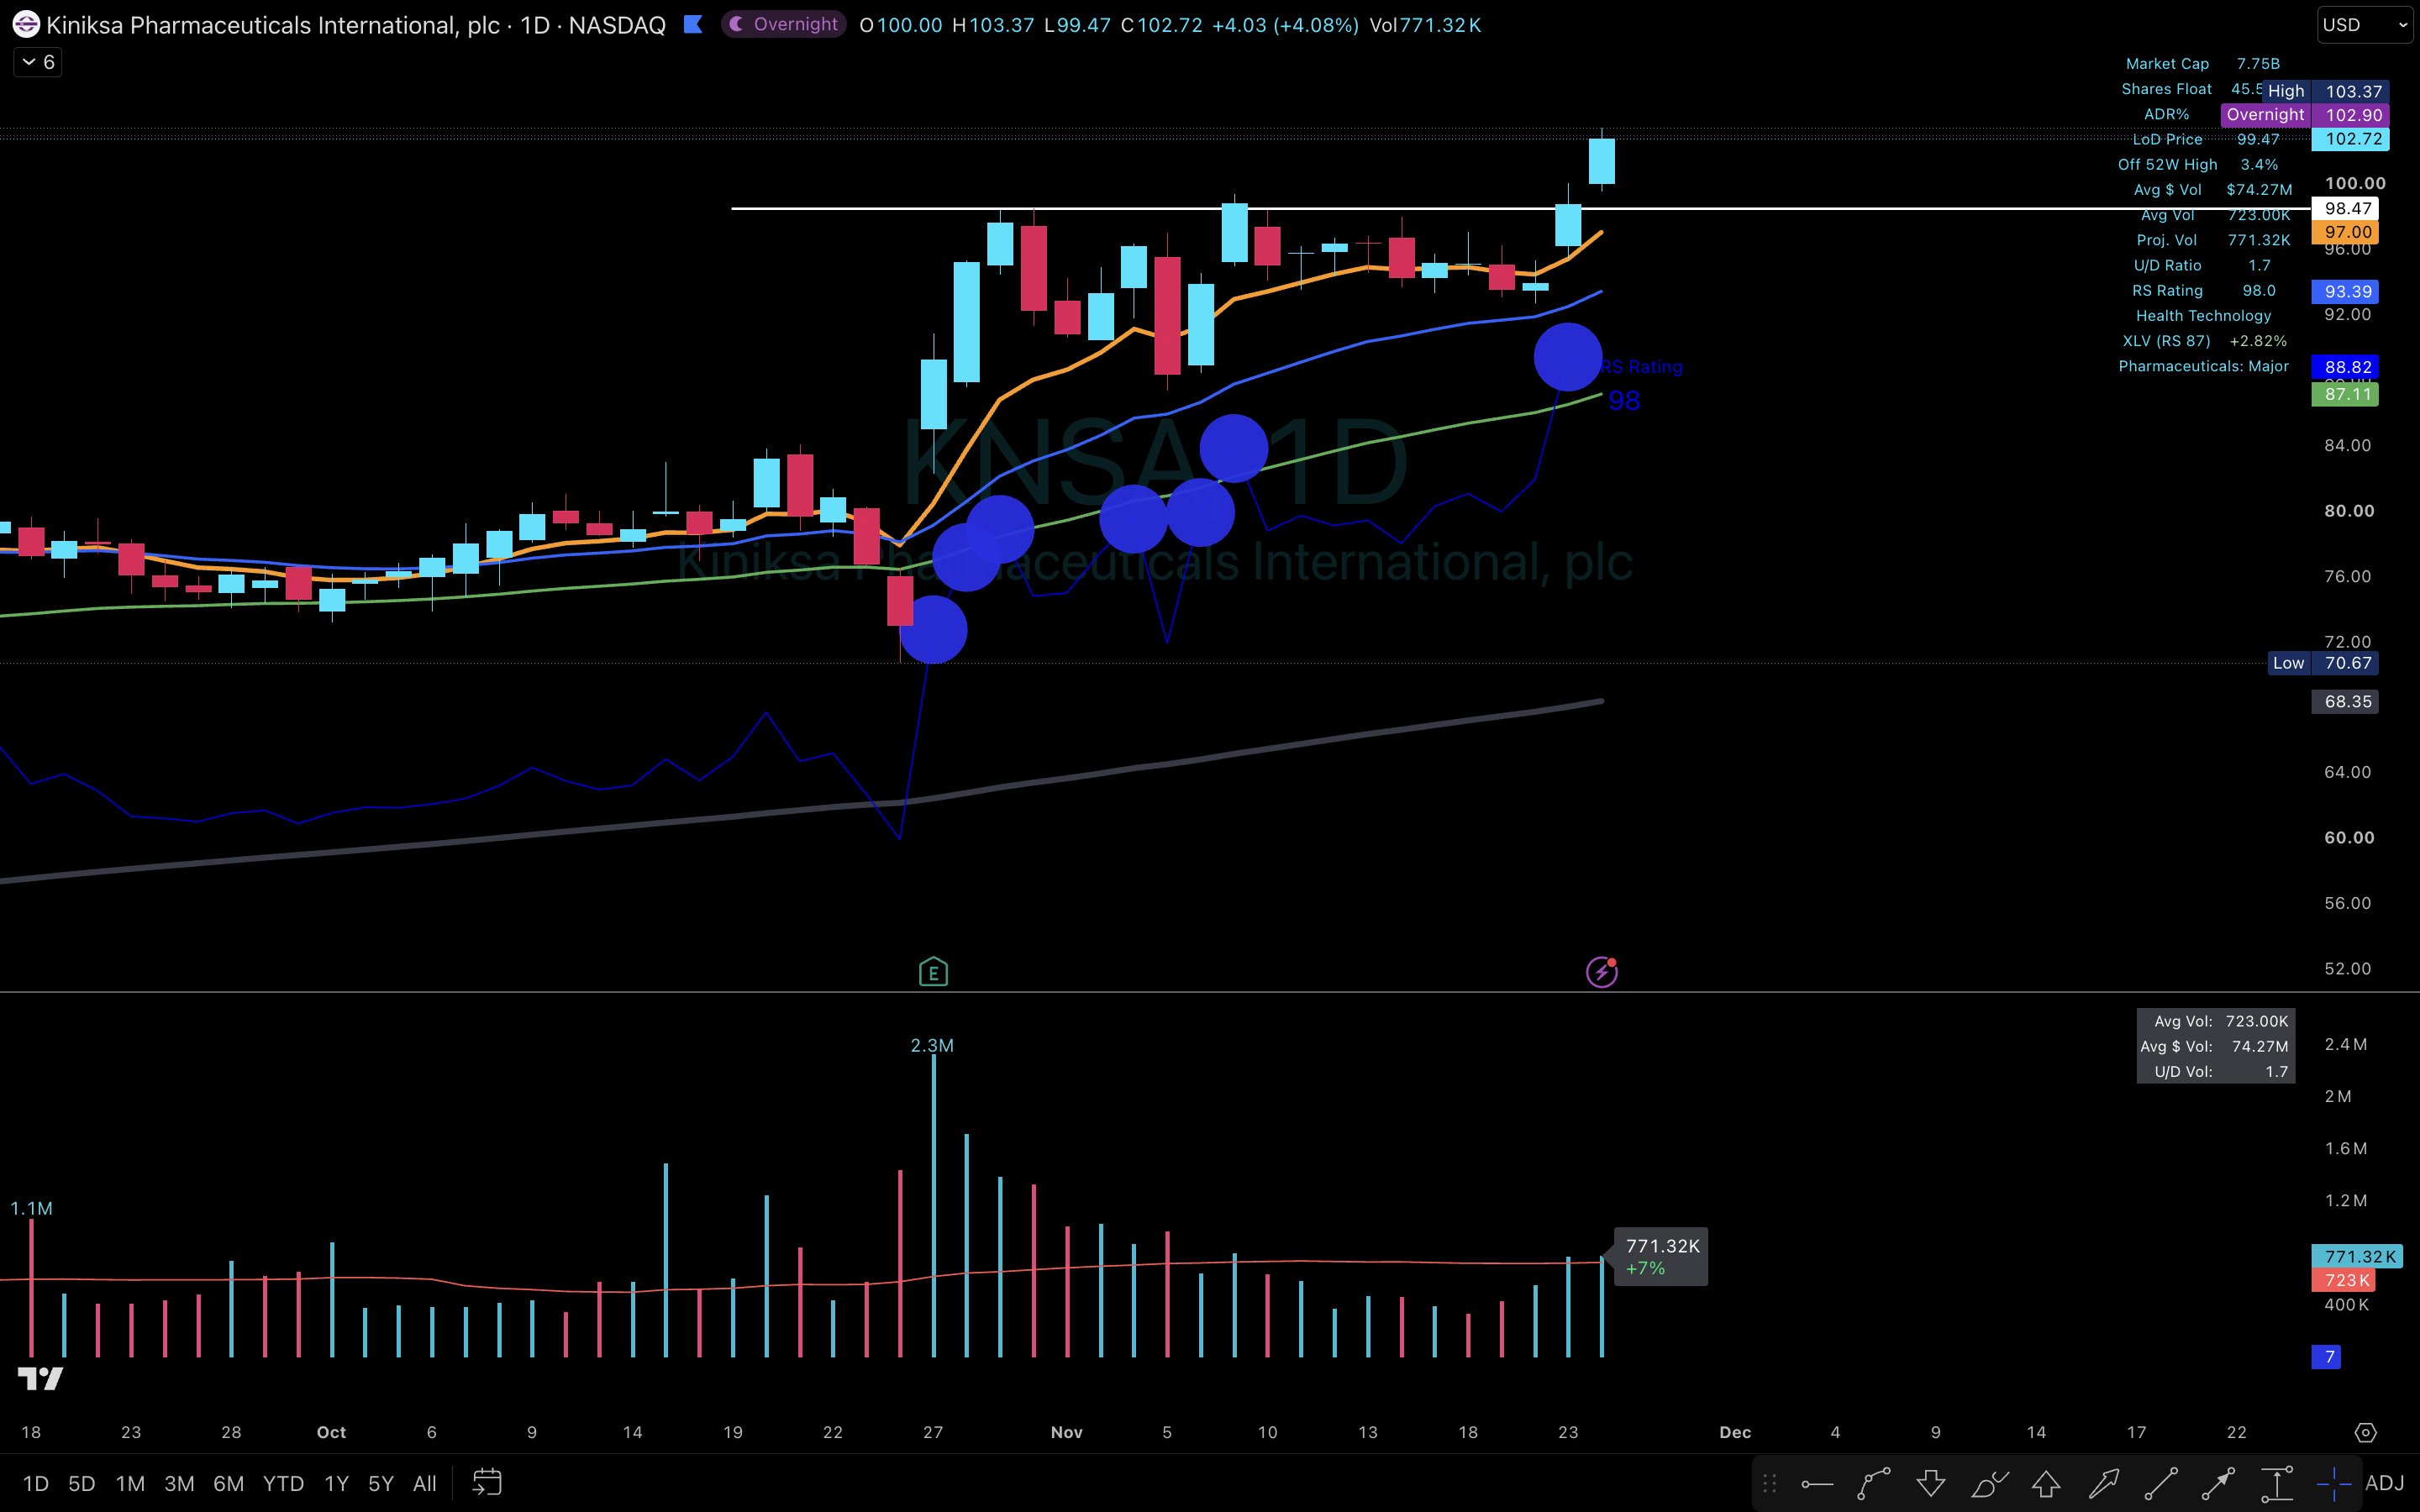 Kiniksa Pharmaceuticals International, plc · 1D · NASDAQ Overnight O100.00 H103.37 L99.47 C102.72 +4.03 (+4.08%) Vol771.32K
USD
6
Market Cap 7.75B
Shares Float 45.5
High 103.37
ADR%
Overnight 102.90
LoD Price 99.47
102.72
Off 52W High 3.4%
100.00
Avg $ Vol $74.27M
98.47
Avg Vol 723.00K
97.00
Proj. Vol 771.32K
96.00
U/D Ratio 1.7
RS Rating 98.0
93.39
Health Technology
92.00
XLV (RS 87) +2.82%
Pharmaceuticals: Major
88.82
87.11
RS Rating
98
KNSA, 1D
Kiniksa Pharmaceuticals International, plc
84.00
80.00
76.00
72.00
Low 70.67
68.35
64.00
60.00
56.00
52.00
E
Avg Vol: 723.00K
Avg $ Vol: 74.27M
U/D Vol: 1.7
2.3M
1.1M
2.4 M
2 M
1.6 M
1.2 M
771.32K
+7%
771.32 K
723 K
400 K
7
18 23 28 Oct 6 9 14 19 22 27 Nov 5 10 13 18 23 Dec 4 9 14 17 22
1D 5D 1M 3M 6M YTD 1Y 5Y All
ADJ